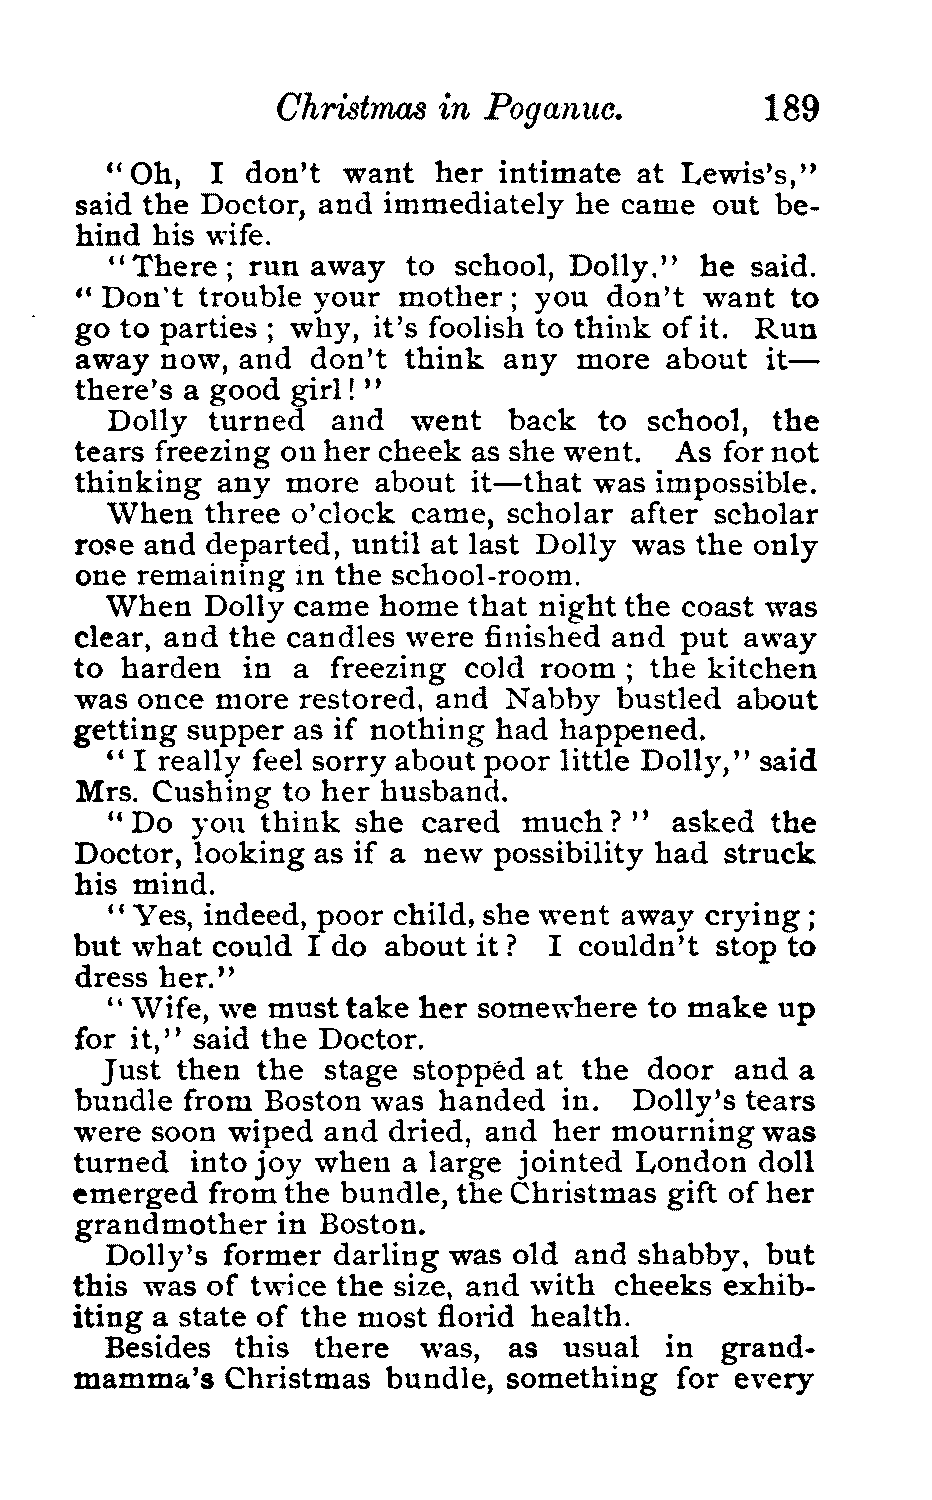 Christmas in Poganuc. 189
"Oh, I don't want her intimate at Lewis's,"
said the Doctor, and immediately he came out be-
hind his wife.
"There; run away to school, Dolly." he said.
"Don't trouble your mother; you don't want to
go to parties; why, it's foolish to think of it. Run
away now, and don't think any more about it—
there's a good girl!"
Dolly turned and went back to school, the
tears freezing on her cheek as she went. As for not
thinking any more about it—that was impossible.
When three o'clock came, scholar after scholar
rose and departed, until at last Dolly was the only
one remaining in the school-room.
When Dolly came home that night the coast was
clear, and the candles were finished and put away
to harden in a freezing cold room; the kitchen
was once more restored, and Nabby bustled about
getting supper as if nothing had happened.
"I really feel sorry about poor little Dolly," said
Mrs. Cushing to her husband.
"Do you think she cared much?" asked the
Doctor, looking as if a new possibility had struck
his mind.
"Yes, indeed, poor child, she went away crying;
but what could I do about it? I couldn't stop to
dress her."
"Wife, we must take her somewhere to make up
for it," said the Doctor.
Just then the stage stopped at the door and a
bundle from Boston was handed in. Dolly's tears
were soon wiped and dried, and her mourning was
turned into joy when a large jointed London doll
emerged from the bundle, the Christmas gift of her
grandmother in Boston.
Dolly's former darling was old and shabby, but
this was of twice the size, and with cheeks exhib-
iting a state of the most florid health.
Besides this there was, as usual in grand-
mamma's Christmas bundle, something for every